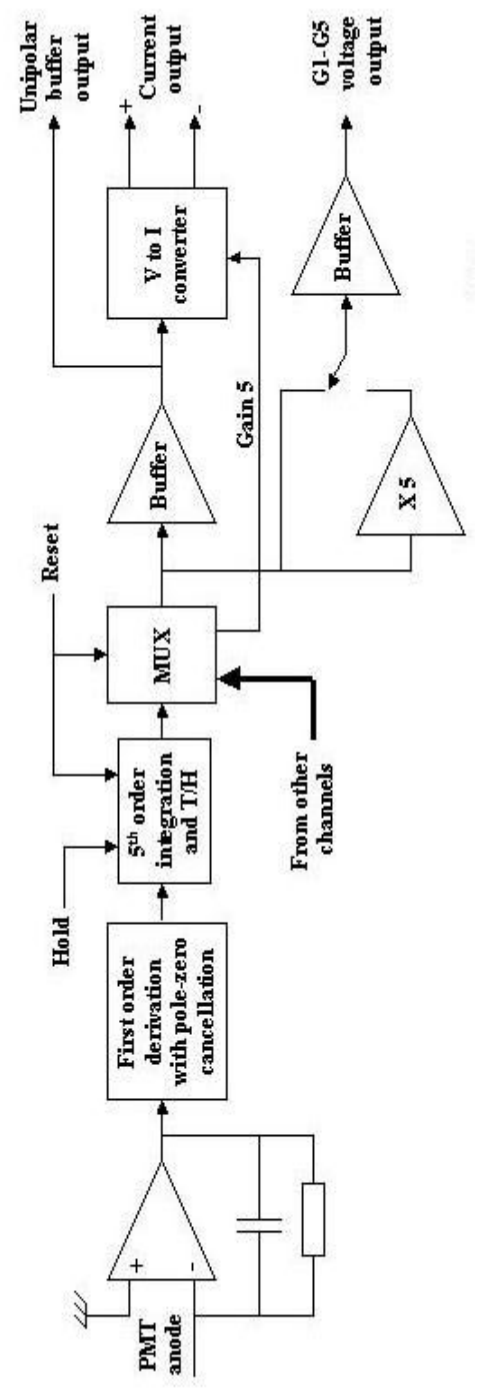 PMT
anode
+
-
First order
derivation
with pole-zero
cancellation
Hold
5th order
integration
and T/H
Reset
MUX
From other
channels
Buffer
Gain 5
X 5
V to I
converter
Buffer
Unipolar
buffer
output
+
Current
output
-
G1-G5
voltage
output